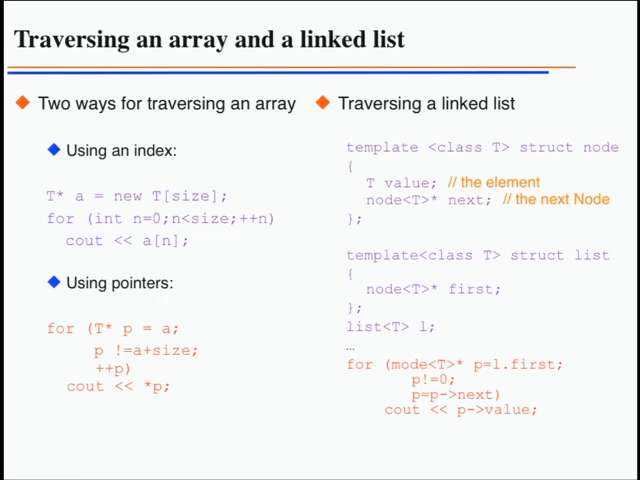 Traversing an array and a linked list
Two ways for traversing an array
Using an index:
T* a = new T[size];
for (int n=0;n<size;++n)
cout << a[n];
Using pointers:
for (T* p = a;
p !=a+size;
++p)
cout << *p;
Traversing a linked list
template <class T> struct node
{
T value; // the element
node<T>* next; // the next Node
};
template<class T> struct list
{
node<T>* first;
};
list<T> l;
…
for (mode<T>* p=l.first;
p!=0;
p=p->next)
cout << p->value;